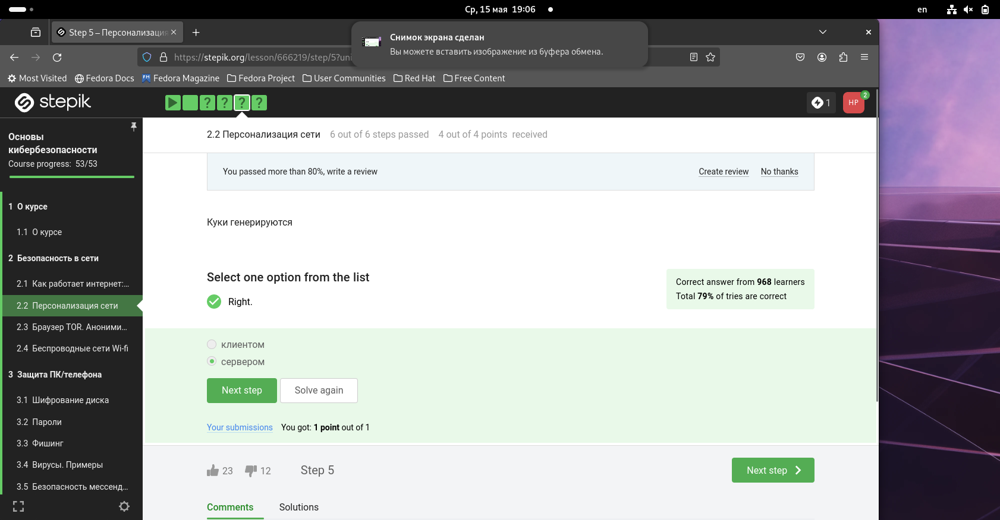 Ср, 15 мая 19:06
en
Step 5 – Персонализация
Снимок экрана сделан
Вы можете вставить изображение из буфера обмена.
https://stepik.org/lesson/666219/step/5?uni
Most Visited
Fedora Docs
Fedora Magazine
Fedora Project
User Communities
Red Hat
Free Content
stepik
1
HP
2
Основы
кибербезопасности
Course progress: 53/53
1 О курсе
1.1 О курсе
2 Безопасность в сети
2.1 Как работает интернет:...
2.2 Персонализация сети
2.3 Браузер TOR. Аноними...
2.4 Беспроводные сети Wi-fi
3 Защита ПК/телефона
3.1 Шифрование диска
3.2 Пароли
3.3 Фишинг
3.4 Вирусы. Примеры
3.5 Безопасность мессенд...
2.2 Персонализация сети 6 out of 6 steps passed 4 out of 4 points received
You passed more than 80%, write a review
Create review
No thanks
Куки генерируются
Select one option from the list
Right.
Correct answer from 968 learners
Total 79% of tries are correct
клиентом
сервером
Next step
Solve again
Your submissions You got: 1 point out of 1
23
12
Step 5
Next step
Comments
Solutions